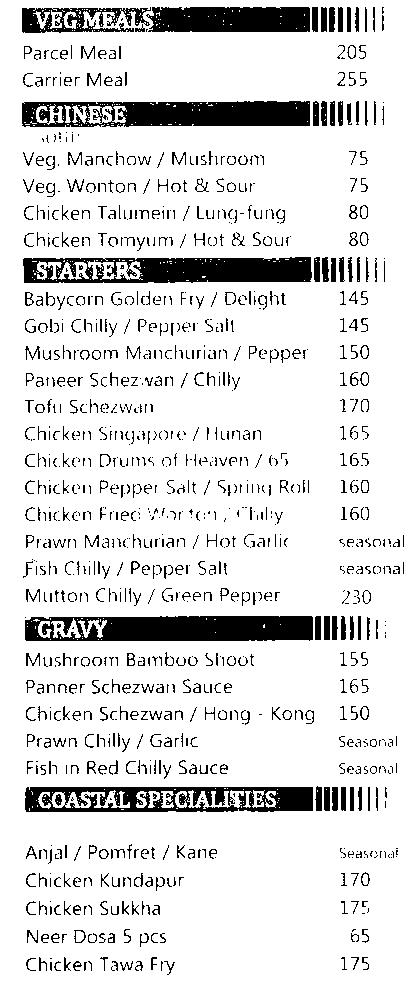 VEG MEALS
Parcel Meal 205
Carrier Meal 255
CHINESE
Veg. Manchow / Mushroom 75
Veg. Wonton / Hot & Sour 75
Chicken Talumein / Lung-fung 80
Chicken Tomyum / Hot & Sour 80
STARTERS
Babycorn Golden Fry / Delight 145
Gobi Chilly / Pepper Salt 145
Mushroom Manchurian / Pepper 150
Paneer Schezwan / Chilly 160
Tofu Schezwan 170
Chicken Singapore / Hunan 165
Chicken Drums of Heaven / 65 165
Chicken Pepper Salt / Spring Roll 160
Chicken Fried Wonton / Chilly 160
Prawn Manchurian / Hot Garlic seasonal
Fish Chilly / Pepper Salt seasonal
Mutton Chilly / Green Pepper 230
GRAVY
Mushroom Bamboo Shoot 155
Panner Schezwan Sauce 165
Chicken Schezwan / Hong - Kong 150
Prawn Chilly / Garlic Seasonal
Fish in Red Chilly Sauce Seasonal
COASTAL SPECIALITIES
Anjal / Pomfret / Kane Seasonal
Chicken Kundapur 170
Chicken Sukkha 175
Neer Dosa 5 pcs 65
Chicken Tawa Fry 175